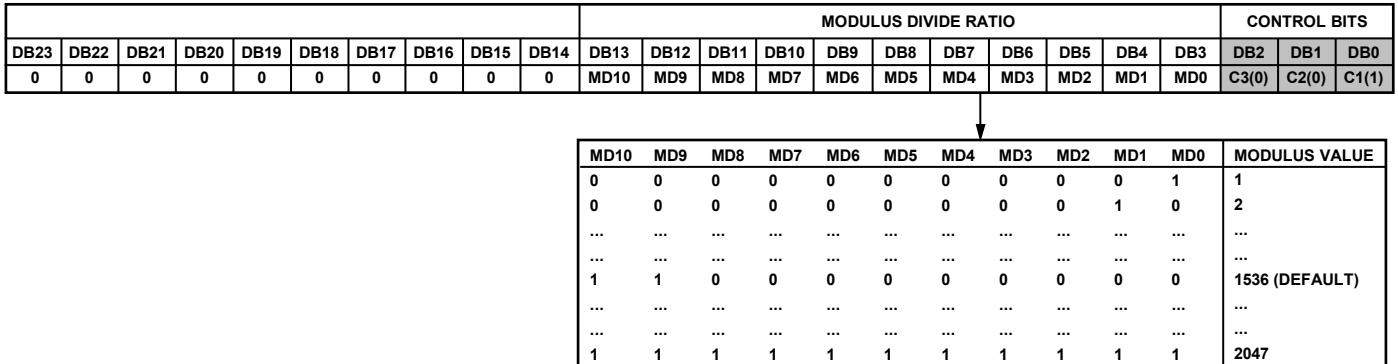 MODULUS DIVIDE RATIO CONTROL BITS
DB23 DB22 DB21 DB20 DB19 DB18 DB17 DB16 DB15 DB14 DB13 DB12 DB11 DB10 DB9 DB8 DB7 DB6 DB5 DB4 DB3 DB2 DB1 DB0
0 0 0 0 0 0 0 0 0 0 MD10 MD9 MD8 MD7 MD6 MD5 MD4 MD3 MD2 MD1 MD0 C3(0) C2(0) C1(1)
MD10 MD9 MD8 MD7 MD6 MD5 MD4 MD3 MD2 MD1 MD0 MODULUS VALUE
0 0 0 0 0 0 0 0 0 0 1 1
0 0 0 0 0 0 0 0 0 1 0 2
... ... ... ... ... ... ... ... ... ... ... ...
... ... ... ... ... ... ... ... ... ... ... ...
1 1 0 0 0 0 0 0 0 0 0 1536 (DEFAULT)
... ... ... ... ... ... ... ... ... ... ... ...
... ... ... ... ... ... ... ... ... ... ... ...
1 1 1 1 1 1 1 1 1 1 1 2047